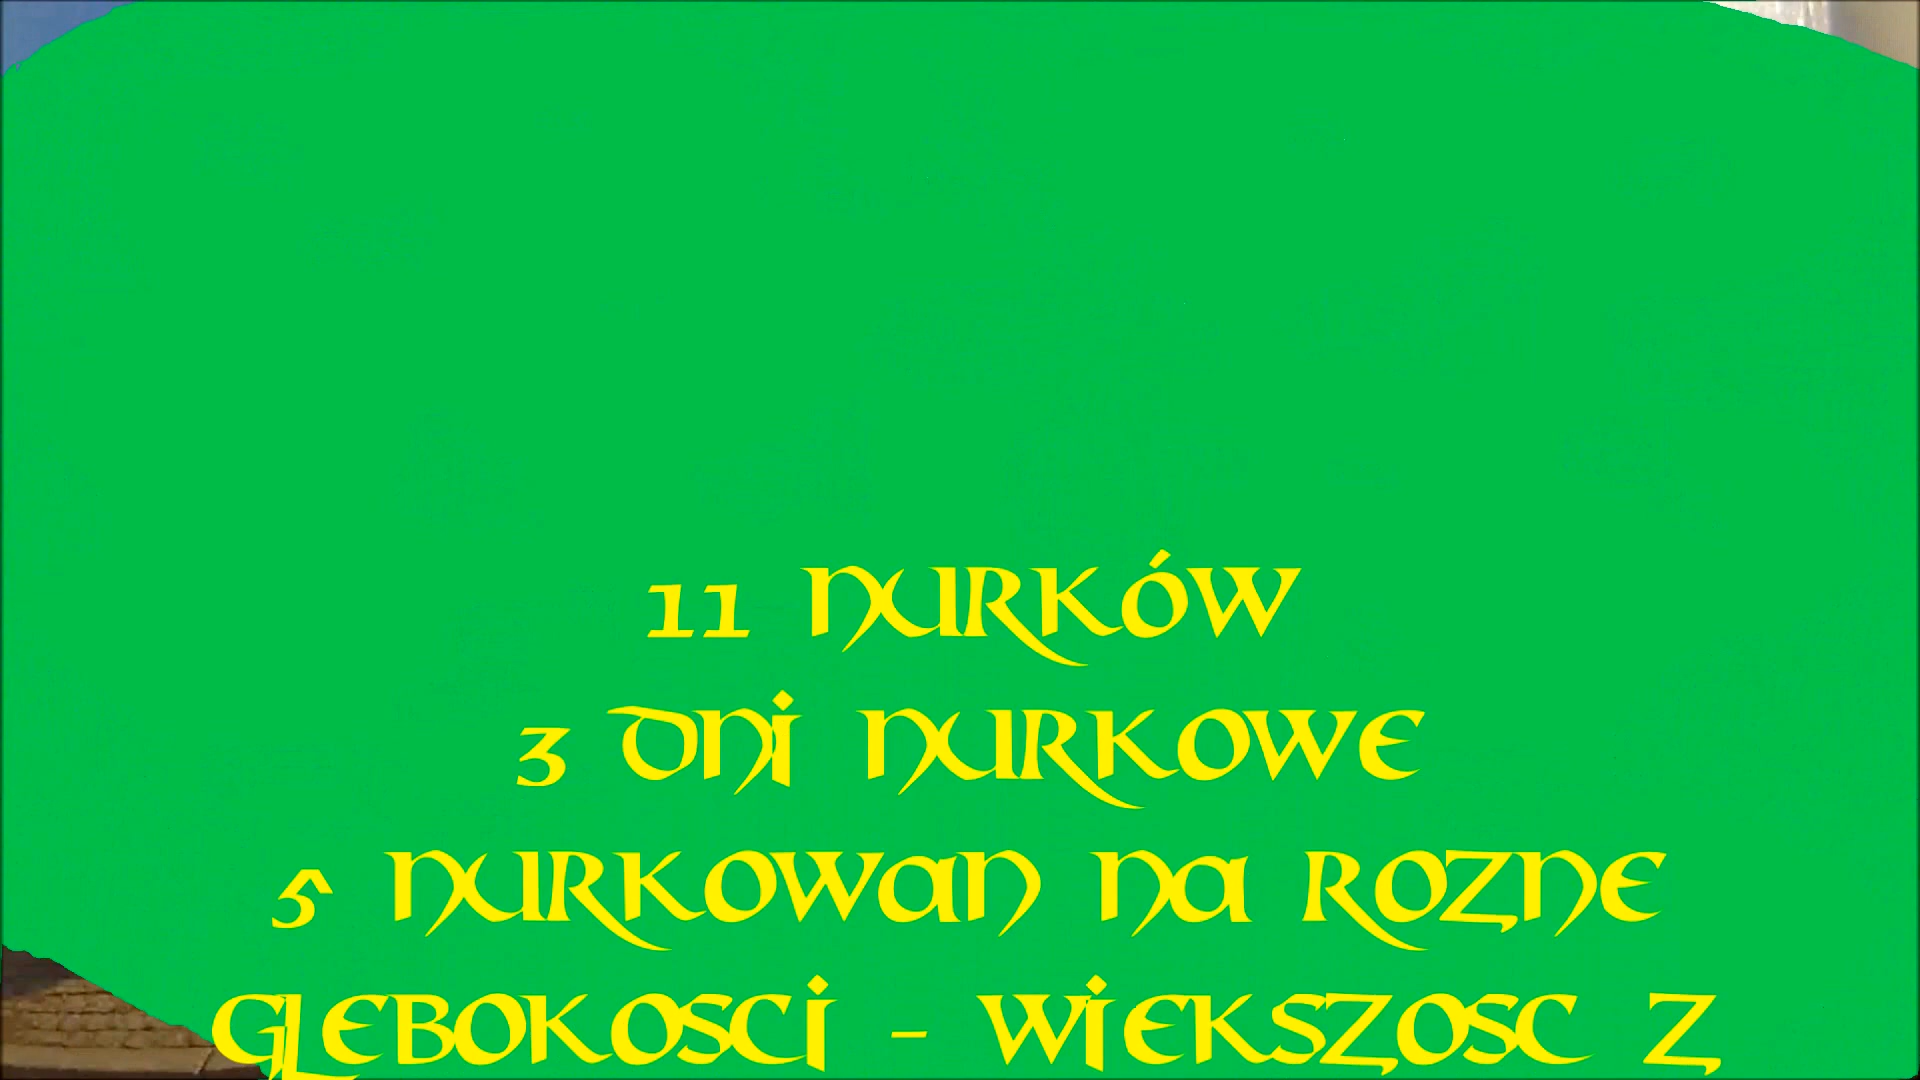 11 NURKÓW
3 DNI NURKOWE
5 NURKOWAN NA ROZNE
GLEBOKOSCI - WIEKSZOSC Z